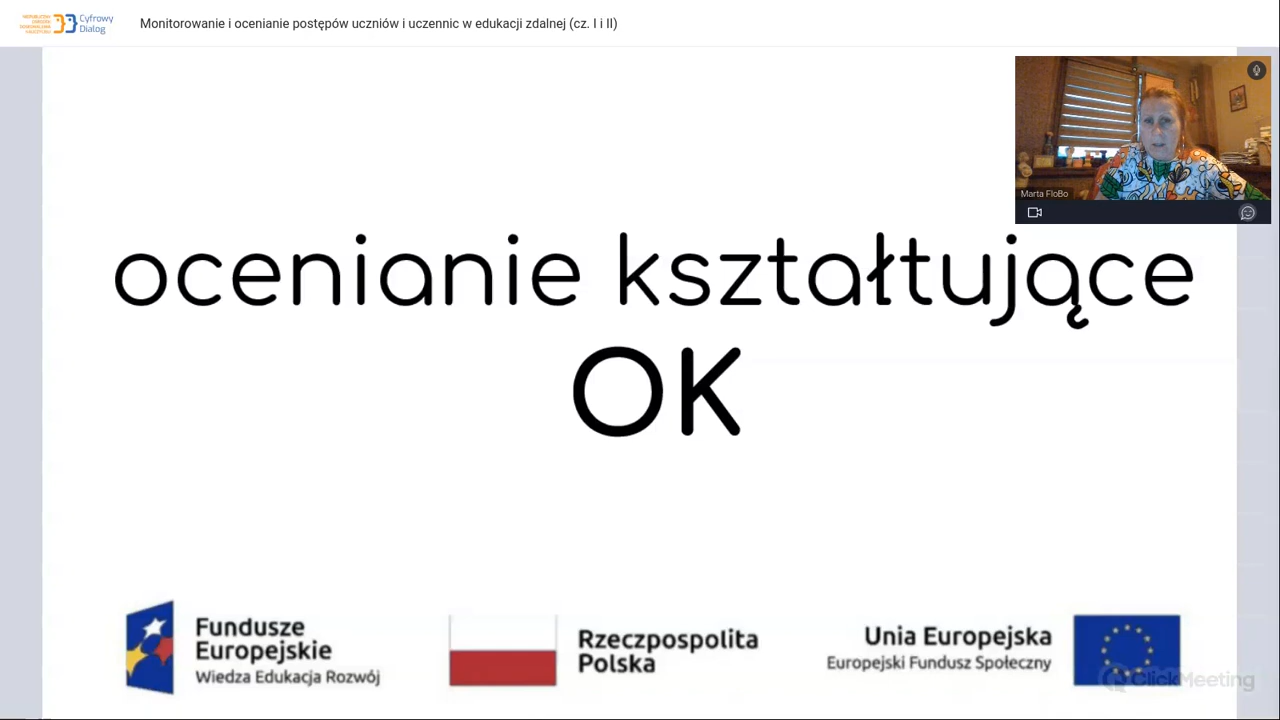 Cyfrowy
Dialog
Monitorowanie i ocenianie postępów uczniów i uczennic w edukacji zdalnej (cz. I i II)
Marta FloBo
ocenianie kształtujące
OK
Fundusze
Europejskie
Wiedza Edukacja Rozwój
Rzeczpospolita
Polska
Unia Europejska
Europejski Fundusz Społeczny
ClickMeeting